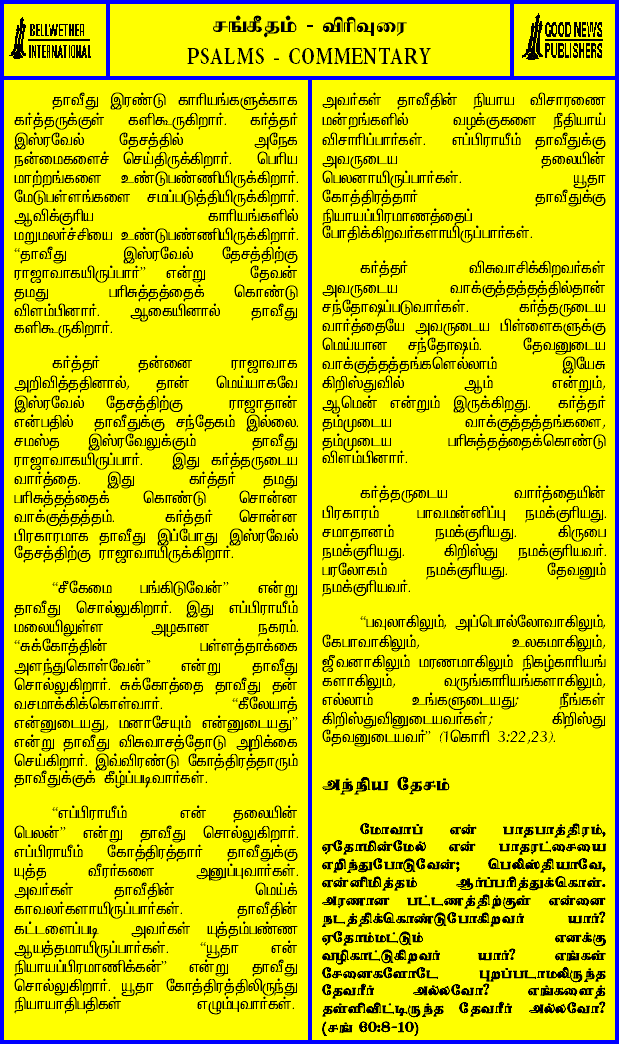 BELLWETHER
INTERNATIONAL
சங்கீதம் - விரிவுரை
PSALMS - COMMENTARY
GOOD NEWS
PUBLISHERS
தாவீது இரண்டு காரியங்களுக்காக
கர்த்தருக்குள் களிகூருகிறார். கர்த்தர்
இஸ்ரவேல் தேசத்தில் அநேக
நன்மைகளைச் செய்திருக்கிறார். பெரிய
மாற்றங்களை உண்டுபண்ணியிருக்கிறார்.
மேடுபள்ளங்களை சமப்படுத்தியிருக்கிறார்.
ஆவிக்குரிய காரியங்களில்
மறுமலர்ச்சியை உண்டுபண்ணியிருக்கிறார்.
“தாவீது இஸ்ரவேல் தேசத்திற்கு
ராஜாவாகயிருப்பார்” என்று தேவன்
தமது பரிசுத்தத்தைக் கொண்டு
விளம்பினார். ஆகையினால் தாவீது
களிகூருகிறார்.
கர்த்தர் தன்னை ராஜாவாக
அறிவித்ததினால், தான் மெய்யாகவே
இஸ்ரவேல் தேசத்திற்கு ராஜாதான்
என்பதில் தாவீதுக்கு சந்தேகம் இல்லை.
சமஸ்த இஸ்ரவேலுக்கும் தாவீது
ராஜாவாகயிருப்பார். இது கர்த்தருடைய
வார்த்தை. இது கர்த்தர் தமது
பரிசுத்தத்தைக் கொண்டு சொன்ன
வாக்குத்தத்தம். கர்த்தர் சொன்ன
பிரகாரமாக தாவீது இப்போது இஸ்ரவேல்
தேசத்திற்கு ராஜாவாயிருக்கிறார்.
“சீகேமை பங்கிடுவேன்” என்று
தாவீது சொல்லுகிறார். இது எப்பிராயீம்
மலையிலுள்ள அழகான நகரம்.
“சுக்கோத்தின் பள்ளத்தாக்கை
அளந்துகொள்வேன்” என்று தாவீது
சொல்லுகிறார். சுக்கோத்தை தாவீது தன்
வசமாக்கிக்கொள்வார். “கீலேயாத்
என்னுடையது, மனாசேயும் என்னுடையது”
என்று தாவீது விசுவாசத்தோடு அறிக்கை
செய்கிறார். இவ்விரண்டு கோத்திரத்தாரும்
தாவீதுக்குக் கீழ்ப்படிவார்கள்.
“எப்பிராயீம் என் தலையின்
பெலன்” என்று தாவீது சொல்லுகிறார்.
எப்பிராயீம் கோத்திரத்தார் தாவீதுக்கு
யுத்த வீரர்களை அனுப்புவார்கள்.
அவர்கள் தாவீதின் மெய்க்
காவலர்களாயிருப்பார்கள். தாவீதின்
கட்டளைப்படி அவர்கள் யுத்தம்பண்ண
ஆயத்தமாயிருப்பார்கள். “யூதா என்
நியாயப்பிரமாணிக்கன்” என்று தாவீது
சொல்லுகிறார். யூதா கோத்திரத்திலிருந்து
நியாயாதிபதிகள் எழும்புவார்கள்.
அவர்கள் தாவீதின் நியாய விசாரணை
மன்றங்களில் வழக்குகளை நீதியாய்
விசாரிப்பார்கள். எப்பிராயீம் தாவீதுக்கு
அவருடைய தலையின்
பெலனாயிருப்பார்கள். யூதா
கோத்திரத்தார் தாவீதுக்கு
நியாயப்பிரமாணத்தைப்
போதிக்கிறவர்களாயிருப்பார்கள்.
கர்த்தர் விசுவாசிக்கிறவர்கள்
அவருடைய வாக்குத்தத்தத்தில்தான்
சந்தோஷப்படுவார்கள். கர்த்தருடைய
வார்த்தையே அவருடைய பிள்ளைகளுக்கு
மெய்யான சந்தோஷம். தேவனுடைய
வாக்குத்தத்தங்களெல்லாம் இயேசு
கிறிஸ்துவில் ஆம் என்றும்,
ஆமென் என்றும் இருக்கிறது. கர்த்தர்
தம்முடைய வாக்குத்தத்தங்களை,
தம்முடைய பரிசுத்தத்தைக்கொண்டு
விளம்பினார்.
கர்த்தருடைய வார்த்தையின்
பிரகாரம் பாவமன்னிப்பு நமக்குரியது.
சமாதானம் நமக்குரியது. கிருபை
நமக்குரியது. கிறிஸ்து நமக்குரியவர்.
பரலோகம் நமக்குரியது. தேவனும்
நமக்குரியவர்.
“பவுலாகிலும், அப்பொல்லோவாகிலும்,
கேபாவாகிலும், உலகமாகிலும்,
ஜீவனாகிலும் மரணமாகிலும் நிகழ்காரியங்
களாகிலும், வருங்காரியங்களாகிலும்,
எல்லாம் உங்களுடையது; நீங்கள்
கிறிஸ்துவினுடையவர்கள்; கிறிஸ்து
தேவனுடையவர்” (1கொரி 3:22,23).
அந்நிய தேசம்
மோவாப் என் பாதபாத்திரம்,
ஏதோமின்மேல் என் பாதரட்சையை
எறிந்துபோடுவேன்; பெலிஸ்தியாவே,
என்னிமித்தம் ஆர்ப்பரித்துக்கொள்.
அரணான பட்டணத்திற்குள் என்னை
நடத்திக்கொண்டுபோகிறவர் யார்?
ஏதோம்மட்டும் எனக்கு
வழிகாட்டுகிறவர் யார்? எங்கள்
சேனைகளோடே புறப்படாமலிருந்த
தேவரீர் அல்லவோ? எங்களைத்
தள்ளிவிட்டிருந்த தேவரீர் அல்லவோ?
(சங் 60:8-10)